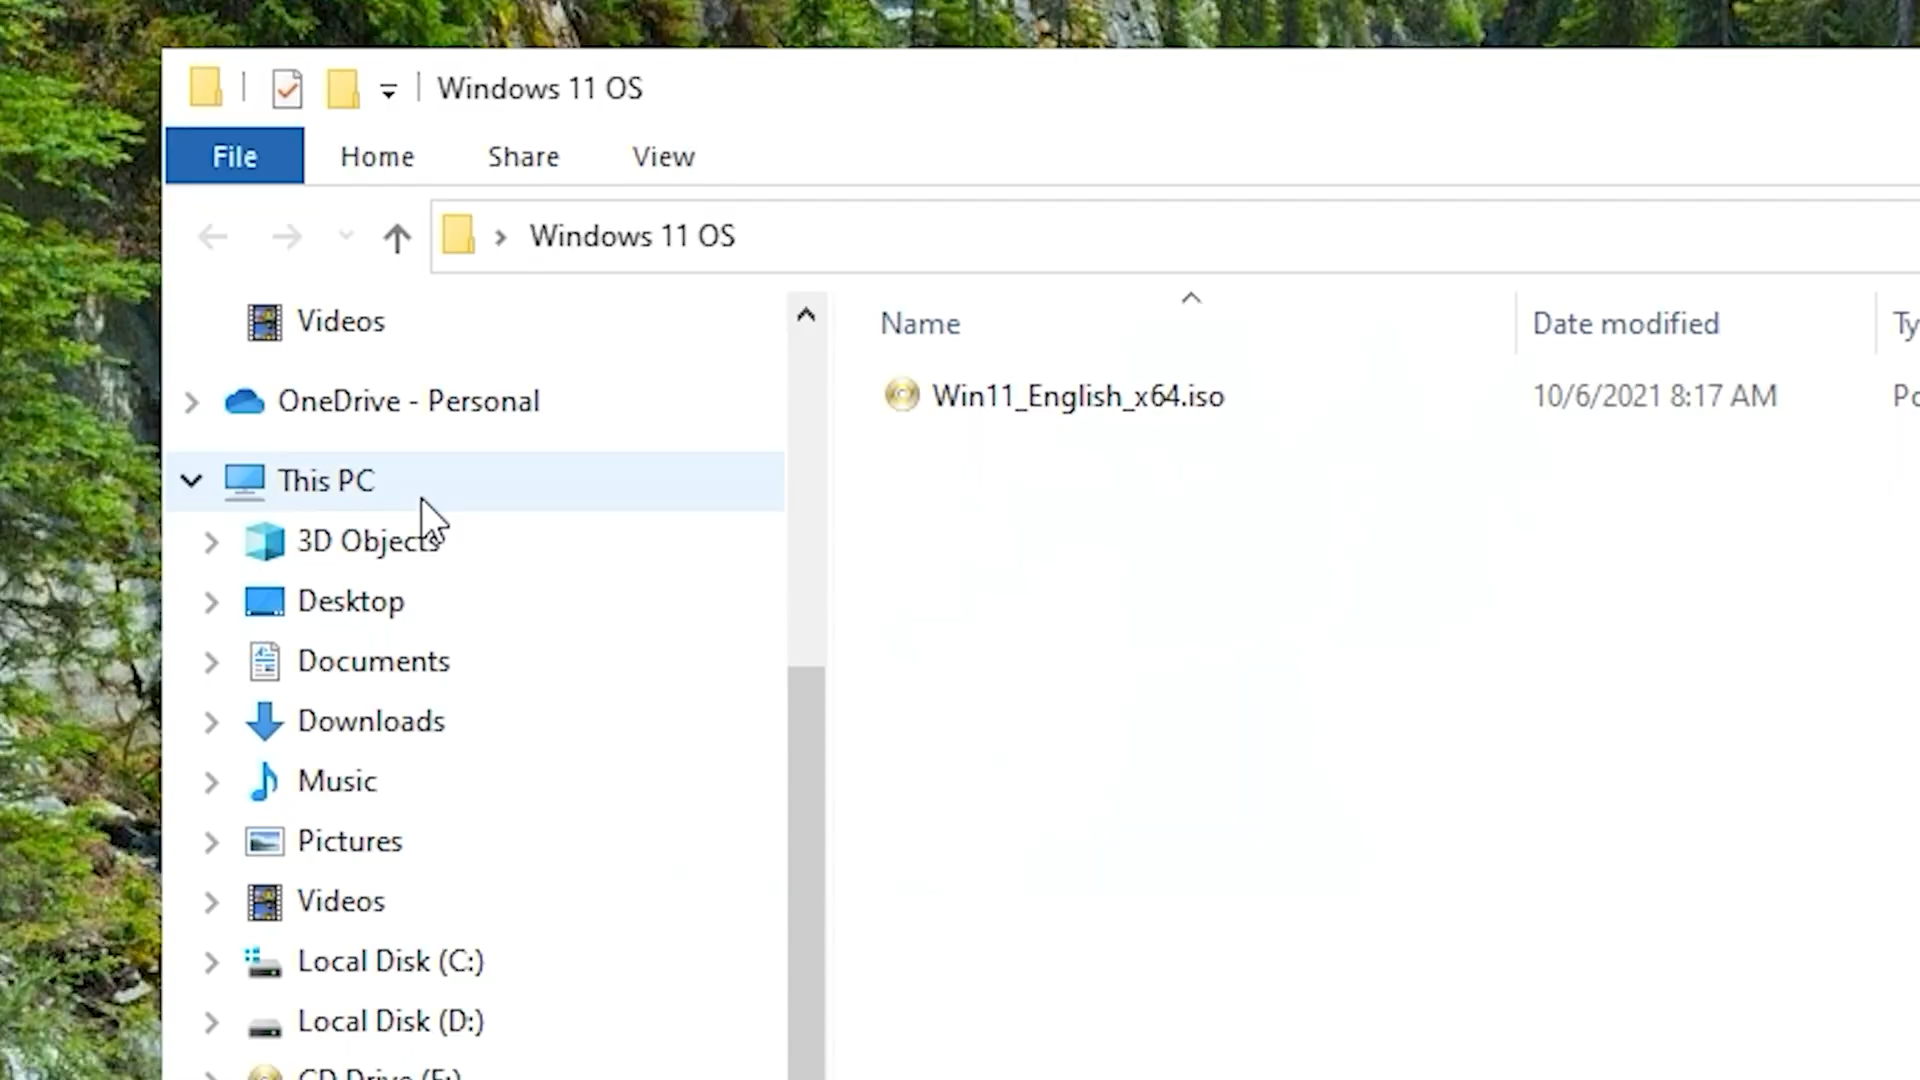 Windows 11 OS
File Home Share View
Windows 11 OS
Videos
OneDrive - Personal
This PC
3D Objects
Desktop
Documents
Downloads
Music
Pictures
Videos
Local Disk (C:)
Local Disk (D:)
CD Drive
Name Date modified Ty
Win11_English_x64.iso 10/6/2021 8:17 AM